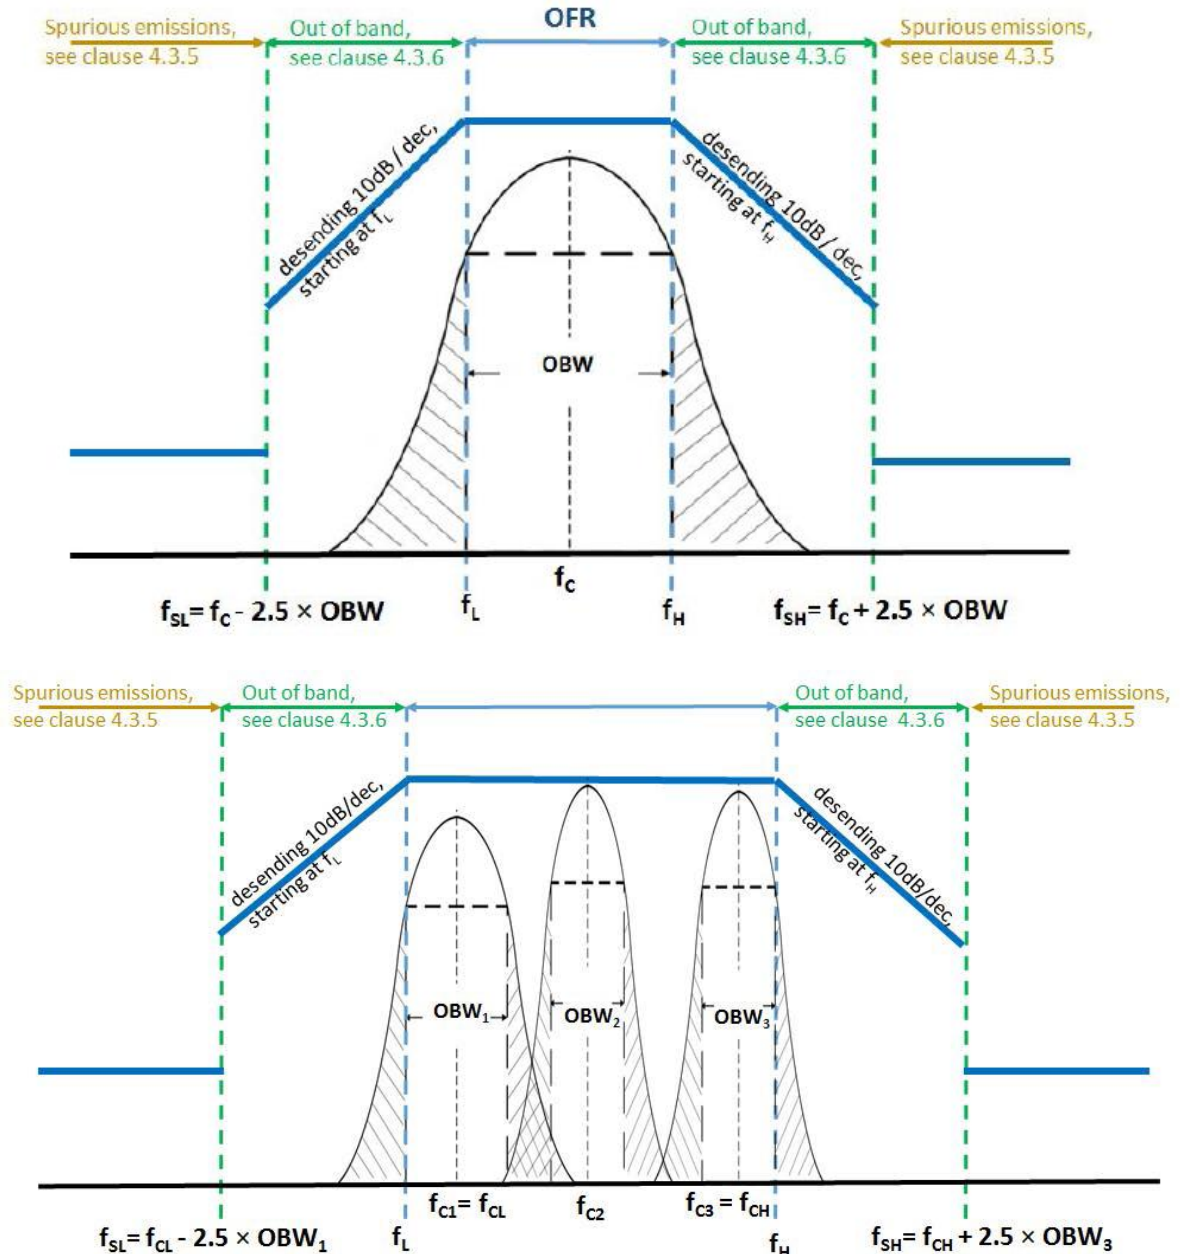 OFR
Spurious emissions,
see clause 4.3.5
Out of band,
see clause 4.3.6
Out of band,
see clause 4.3.6
Spurious emissions,
see clause 4.3.5
desending 10dB / dec,
starting at fL
desending 10dB / dec,
starting at fH
OBW
fC
fSL= fC - 2.5 × OBW
fL
fH
fSH= fC + 2.5 × OBW
Spurious emissions,
see clause 4.3.5
Out of band,
see clause 4.3.6
Out of band,
see clause 4.3.6
Spurious emissions,
see clause 4.3.5
desending 10dB/dec,
starting at fL
desending 10dB/dec,
starting at fH
OBW1
OBW2
OBW3
fC1= fCL
fC2
fC3 = fCH
fSL= fCL - 2.5 × OBW1
fL
fH
fSH= fCH + 2.5 × OBW3